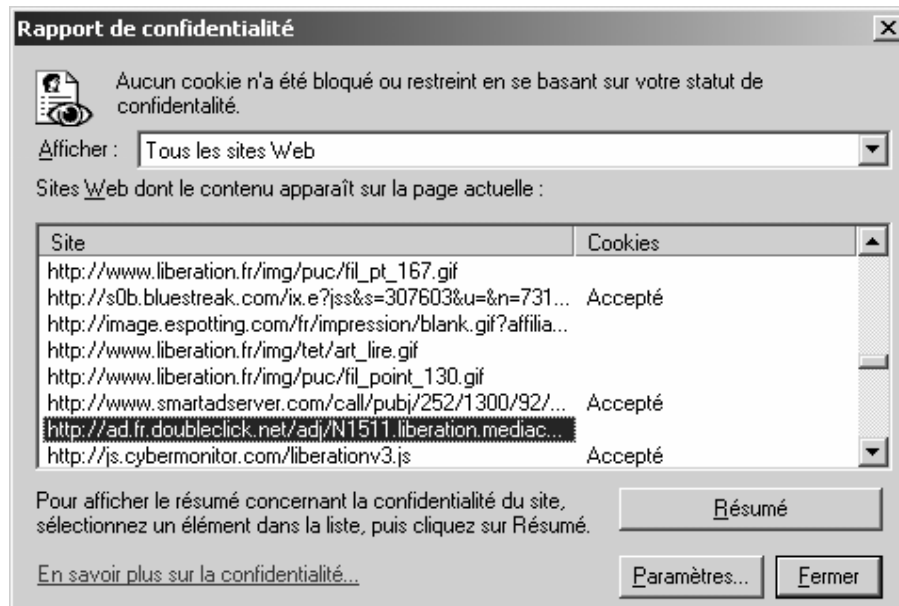 Rapport de confidentialité
Aucun cookie n'a été bloqué ou restreint en se basant sur votre statut de
confidentalité.
Afficher : Tous les sites Web
Sites Web dont le contenu apparaît sur la page actuelle :
Site Cookies
http://www.liberation.fr/img/puc/fil_pt_167.gif
http://s0b.bluestreak.com/ix.e?jss&s=307603&u=&n=731... Accepté
http://image.espotting.com/fr/impression/blank.gif?affilia...
http://www.liberation.fr/img/tet/art_lire.gif
http://www.liberation.fr/img/puc/fil_point_130.gif
http://www.smartadserver.com/call/pubj/252/1300/92/... Accepté
http://ad.fr.doubleclick.net/adj/N1511.liberation.mediac...
http://js.cybermonitor.com/liberationv3.js Accepté
Pour afficher le résumé concernant la confidentialité du site,
sélectionnez un élément dans la liste, puis cliquez sur Résumé.
Résumé
En savoir plus sur la confidentialité...
Paramètres... Fermer